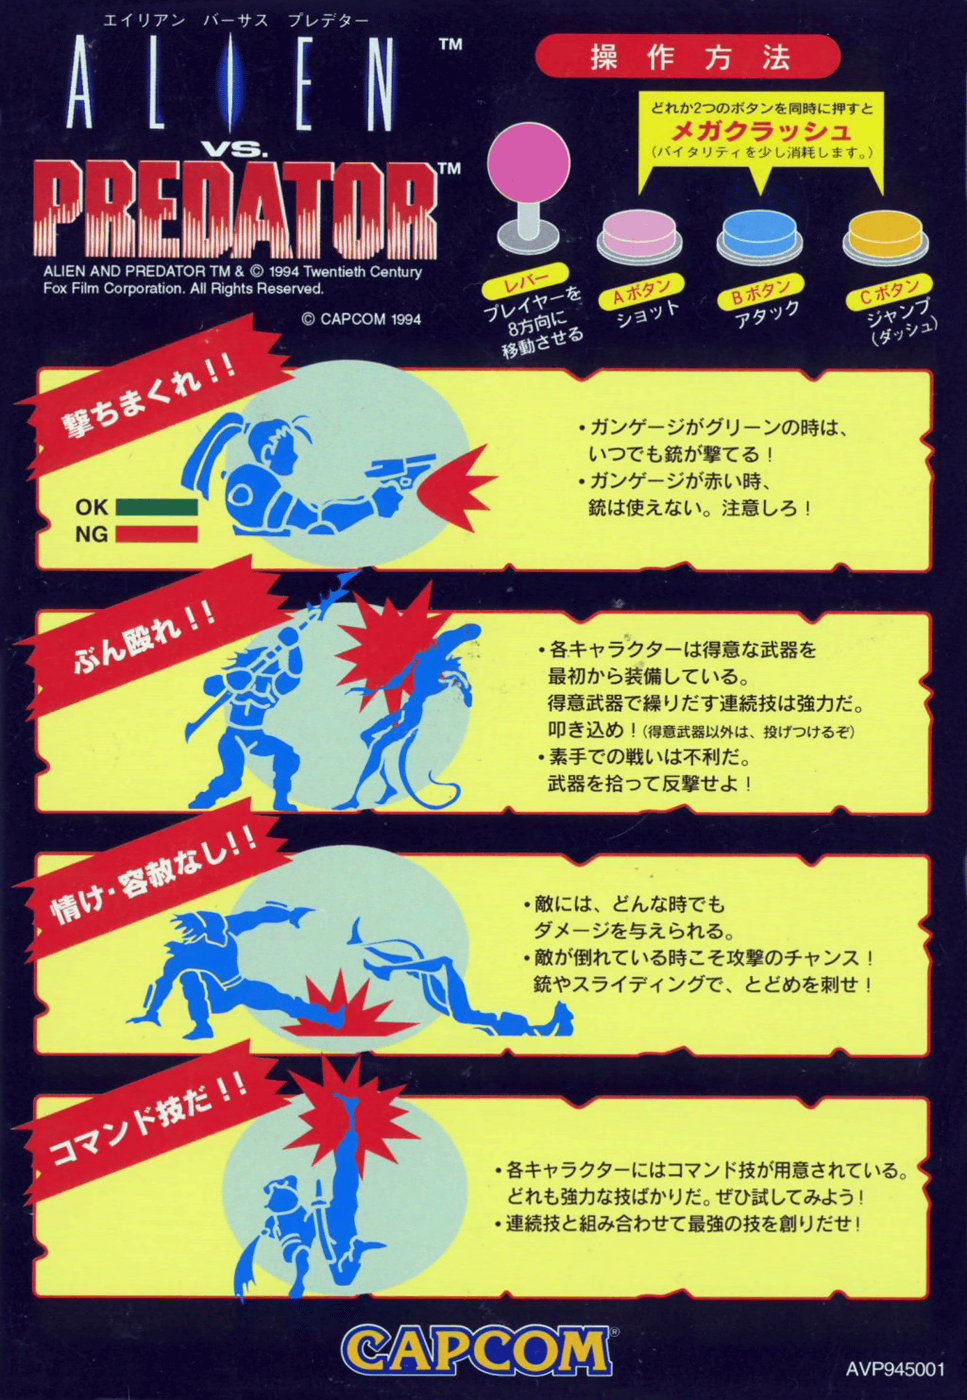 エイリアン バーサス プレデター
ALIEN TM
VS.
PREDATOR TM
ALIEN AND PREDATOR TM & © 1994 Twentieth Century
Fox Film Corporation. All Rights Reserved.
© CAPCOM 1994
操作方法
どれか2つのボタンを同時に押すと
メガクラッシュ
(バイタリティを少し消耗します。)
レバー
プレイヤーを
8方向に
移動させる
Aボタン
ショット
Bボタン
アタック
Cボタン
ジャンプ
(ダッシュ)
撃ちまくれ!!
OK
NG
・ガンゲージがグリーンの時は、
いつでも銃が撃てる!
・ガンゲージが赤い時、
銃は使えない。注意しろ!
ぶん殴れ!!
・各キャラクターは得意な武器を
最初から装備している。
得意武器で繰りだす連続技は強力だ。
叩き込め!(得意武器以外は、投げつけるぞ)
・素手での戦いは不利だ。
武器を拾って反撃せよ!
情け・容赦なし!!
・敵には、どんな時でも
ダメージを与えられる。
・敵が倒れている時こそ攻撃のチャンス!
銃やスライディングで、とどめを刺せ!
コマンド技だ!!
・各キャラクターにはコマンド技が用意されている。
どれも強力な技ばかりだ。ぜひ試してみよう!
・連続技と組み合わせて最強の技を創りだせ!
CAPCOM®
AVP945001